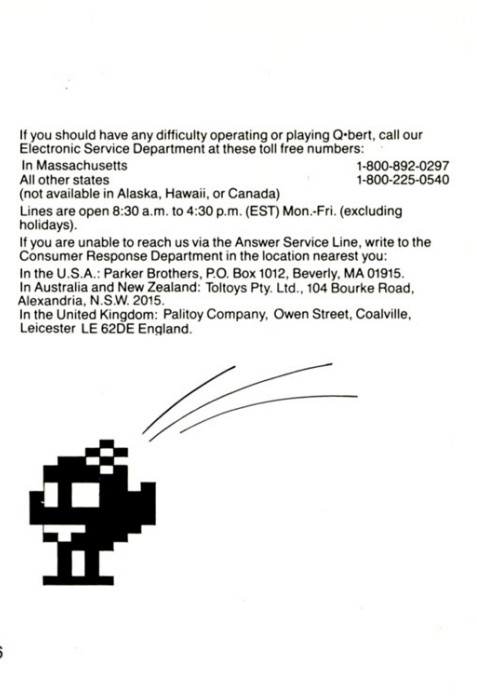 If you should have any difficulty operating or playing Q•bert, call our
Electronic Service Department at these toll free numbers:
In Massachusetts 1-800-892-0297
All other states 1-800-225-0540
(not available in Alaska, Hawaii, or Canada)
Lines are open 8:30 a.m. to 4:30 p.m. (EST) Mon.-Fri. (excluding
holidays).
If you are unable to reach us via the Answer Service Line, write to the
Consumer Response Department in the location nearest you:
In the U.S.A.: Parker Brothers, P.O. Box 1012, Beverly, MA 01915.
In Australia and New Zealand: Toltoys Pty. Ltd., 104 Bourke Road,
Alexandria, N.S.W. 2015.
In the United Kingdom: Palitoy Company, Owen Street, Coalville,
Leicester LE 62DE England.
6